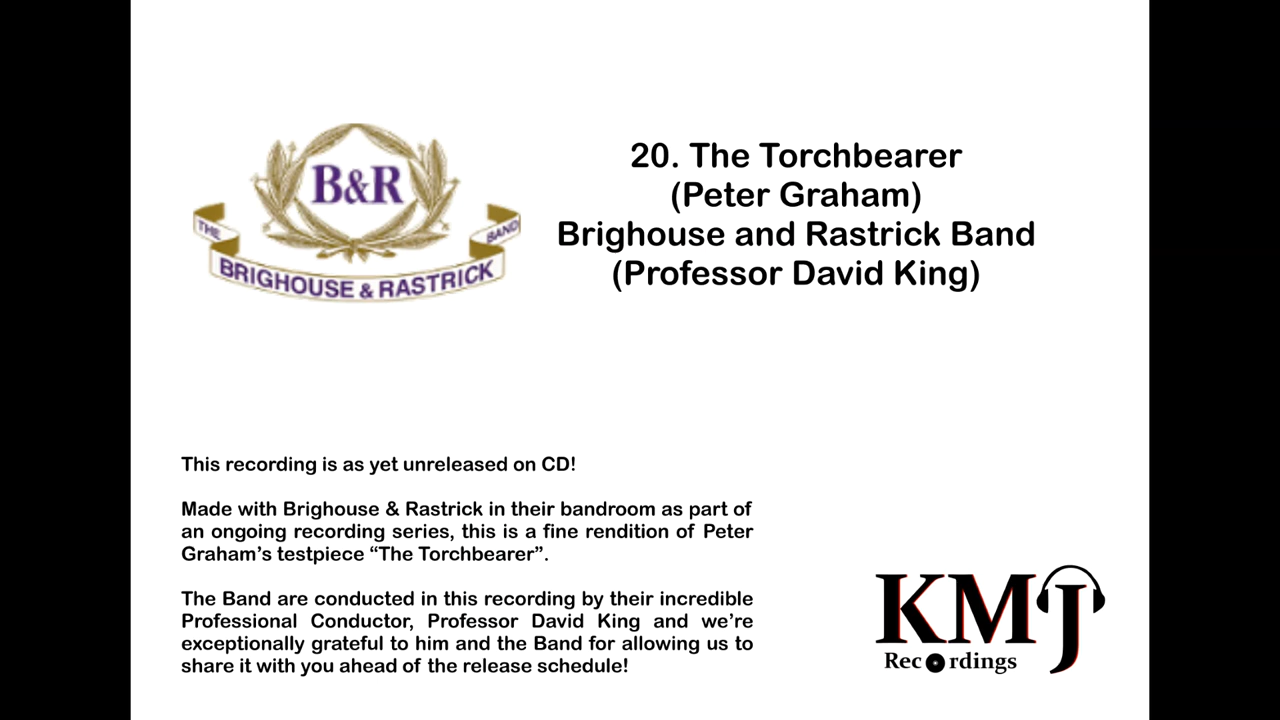 B&R
THE
BAND
BRIGHOUSE & RASTRICK
20. The Torchbearer
(Peter Graham)
Brighouse and Rastrick Band
(Professor David King)
This recording is as yet unreleased on CD!
Made with Brighouse & Rastrick in their bandroom as part of
an ongoing recording series, this is a fine rendition of Peter
Graham's testpiece “The Torchbearer”.
The Band are conducted in this recording by their incredible
Professional Conductor, Professor David King and we're
exceptionally grateful to him and the Band for allowing us to
share it with you ahead of the release schedule!
KMJ
Recordings